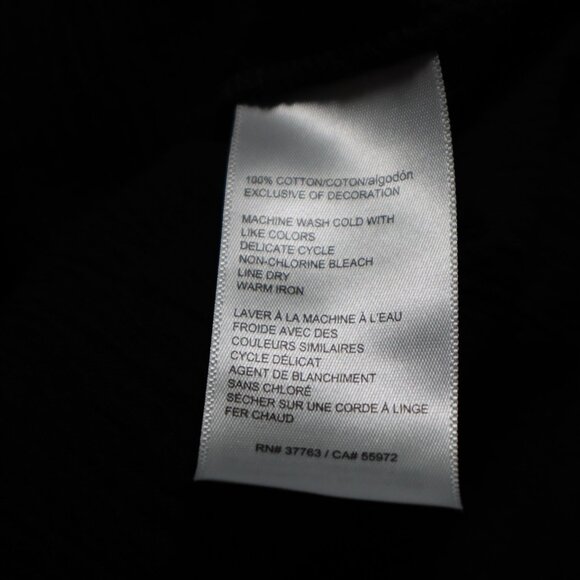 100% COTTON/COTON/algodón
EXCLUSIVE OF DECORATION
MACHINE WASH COLD WITH
LIKE COLORS
DELICATE CYCLE
NON-CHLORINE BLEACH
LINE DRY
WARM IRON
LAVER À LA MACHINE À L'EAU
FROIDE AVEC DES
COULEURS SIMILAIRES
CYCLE DÉLICAT
AGENT DE BLANCHIMENT
SANS CHLORÉ
SÉCHER SUR UNE CORDE À LINGE
FER CHAUD
RN# 37763 / CA# 55972